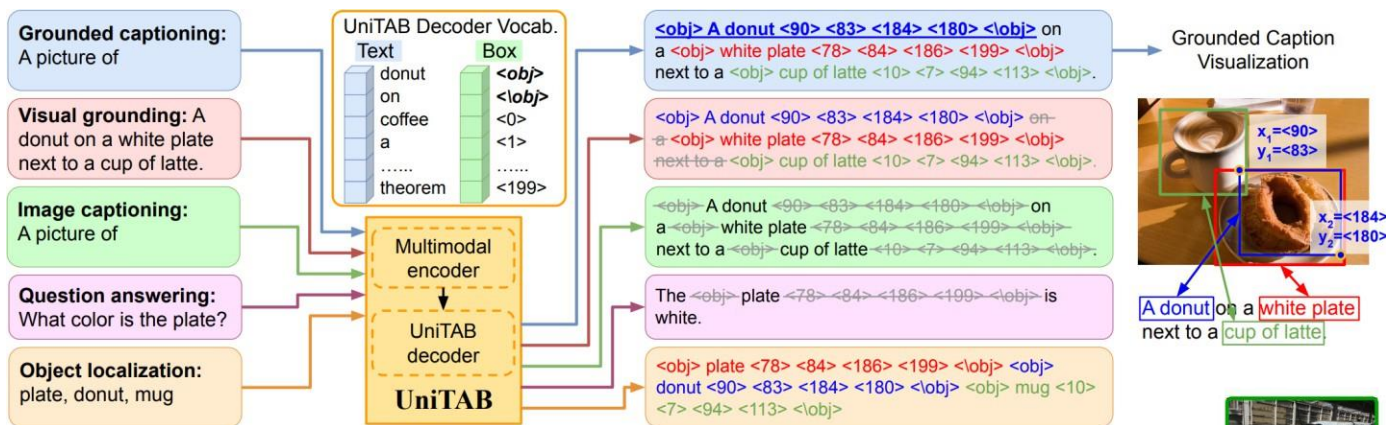 Grounded captioning:
A picture of
Visual grounding: A
donut on a white plate
next to a cup of latte.
Image captioning:
A picture of
Question answering:
What color is the plate?
Object localization:
plate, donut, mug
UniTAB Decoder Vocab.
Text
donut
on
coffee
a
......
theorem
Box
<obj>
<\obj>
<0>
<1>
......
<199>
Multimodal
encoder
UniTAB
decoder
UniTAB
<obj> A donut <90> <83> <184> <180> <\obj> on
a <obj> white plate <78> <84> <186> <199> <\obj>
next to a <obj> cup of latte <10> <7> <94> <113> <\obj>.
<obj> A donut <90> <83> <184> <180> <\obj> on
a <obj> white plate <78> <84> <186> <199> <\obj>
next to a <obj> cup of latte <10> <7> <94> <113> <\obj>.
<obj> A donut <90> <83> <184> <180> <\obj> on
a <obj> white plate <78> <84> <186> <199> <\obj>
next to a <obj> cup of latte <10> <7> <94> <113> <\obj>.
The <obj> plate <78> <84> <186> <199> <\obj> is
white.
<obj> plate <78> <84> <186> <199> <\obj> <obj>
donut <90> <83> <184> <180> <\obj> <obj> mug <10>
<7> <94> <113> <\obj>
Grounded Caption
Visualization
x1=<90>
y1=<83>
x2=<184>
y2=<180>
A donut on a white plate
next to a cup of latte.